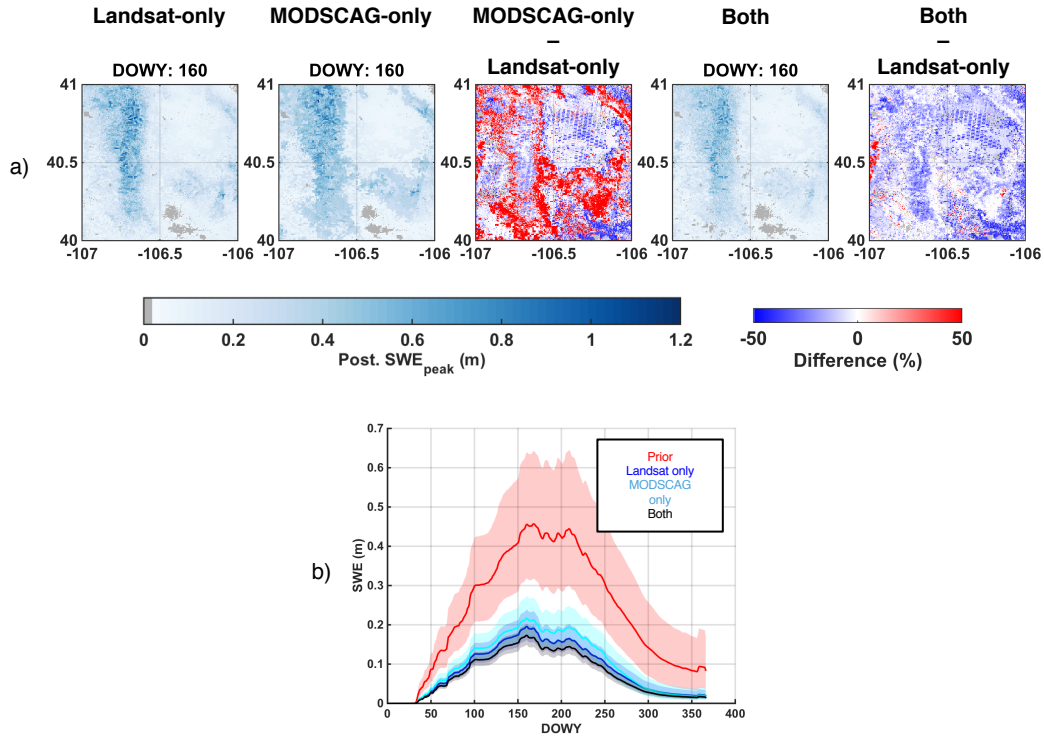 Landsat-only
MODSCAG-only
MODSCAG-only
–
Landsat-only
Both
Both
–
Landsat-only
DOWY: 160
DOWY: 160
DOWY: 160
a)
41
40.5
40
-107
-106.5
-106
41
40.5
40
-107
-106.5
-106
41
40.5
40
-107
-106.5
-106
41
40.5
40
-107
-106.5
-106
41
40.5
40
-107
-106.5
-106
0
0.2
0.4
0.6
0.8
1
1.2
Post. SWEpeak (m)
-50
0
50
Difference (%)
b)
0.7
0.6
0.5
0.4
0.3
0.2
0.1
0
SWE (m)
Prior
Landsat only
MODSCAG
only
Both
0
50
100
150
200
250
300
350
400
DOWY